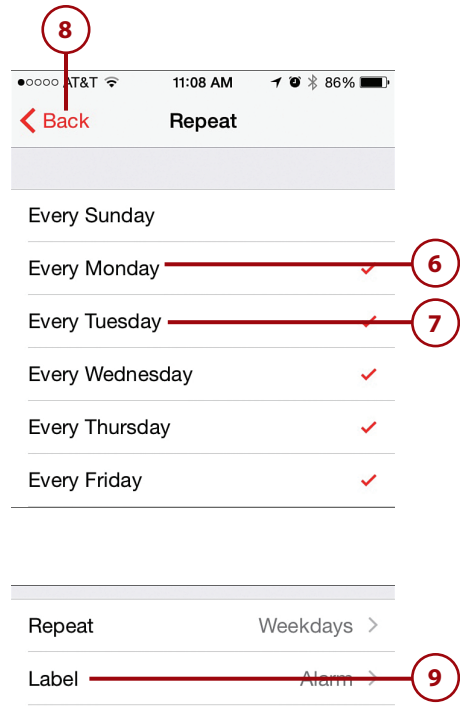 8
AT&T 11:08 AM 86%
Back Repeat
Every Sunday
Every Monday 6
Every Tuesday 7
Every Wednesday
Every Thursday
Every Friday
Repeat Weekdays
Label Alarm 9